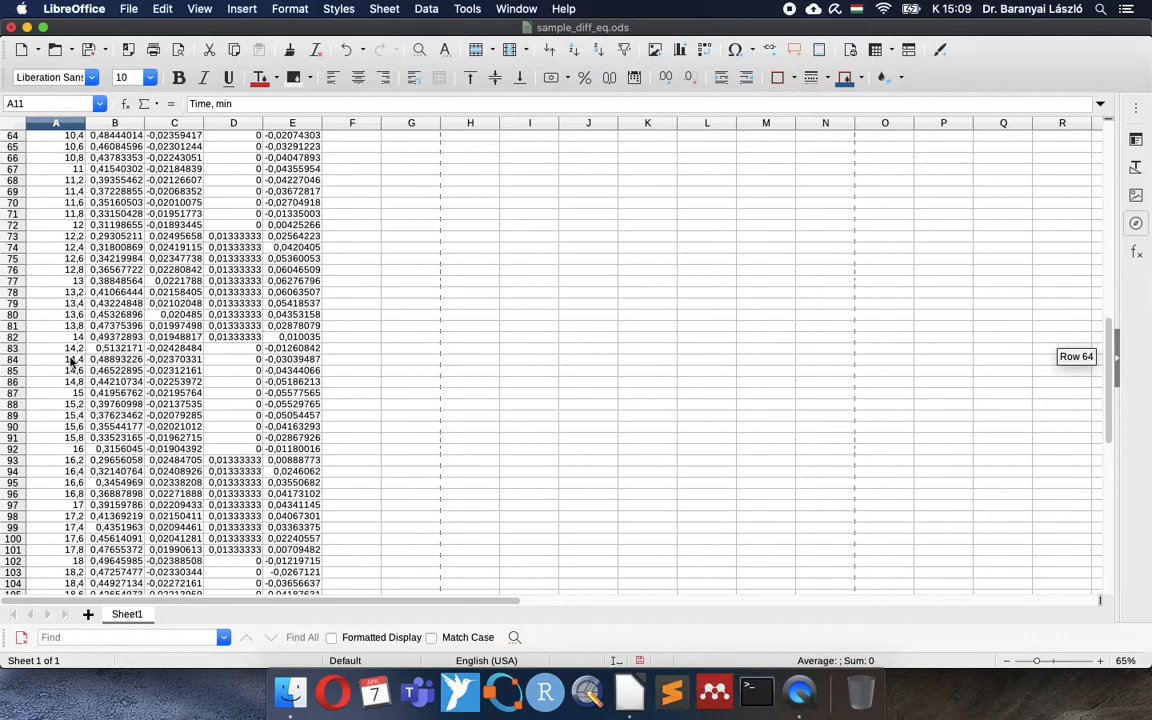 LibreOffice File Edit View Insert Format Styles Sheet Data Tools Window Help K 15:09 Dr. Baranyai László
sample_diff_eq.ods
Liberation Sans 10
A11 Time, min
A B C D E F G H I J K L M N O P Q R
64 10,4 0,48444014 -0,02359417 0 -0,02074303
65 10,6 0,46084596 -0,02301244 0 -0,03291223
66 10,8 0,43783353 -0,02243051 0 -0,04047893
67 11 0,41540302 -0,02184839 0 -0,04355954
68 11,2 0,39355462 -0,02126607 0 -0,04227046
69 11,4 0,37228855 -0,02068352 0 -0,03672817
70 11,6 0,35160503 -0,02010075 0 -0,02704918
71 11,8 0,33150428 -0,01951773 0 -0,01335003
72 12 0,31198655 -0,01893445 0 0,00425266
73 12,2 0,29305211 0,02495658 0,01333333 0,02564223
74 12,4 0,31800869 0,02419115 0,01333333 0,0420405
75 12,6 0,34219984 0,02347738 0,01333333 0,05360053
76 12,8 0,36567722 0,02280842 0,01333333 0,06046509
77 13 0,38848564 0,0221788 0,01333333 0,06276796
78 13,2 0,41066444 0,02158405 0,01333333 0,06063507
79 13,4 0,43224848 0,02102048 0,01333333 0,05418537
80 13,6 0,45326896 0,020485 0,01333333 0,04353158
81 13,8 0,47375396 0,01997498 0,01333333 0,02878079
82 14 0,49372893 0,01948817 0,01333333 0,010035
83 14,2 0,5132171 -0,02428484 0 -0,01260842
84 14,4 0,48893226 -0,02370331 0 -0,03039487
85 14,6 0,46522895 -0,02312161 0 -0,04344066
86 14,8 0,44210734 -0,02253972 0 -0,05186213
87 15 0,41956762 -0,02195764 0 -0,05577565
88 15,2 0,39760998 -0,02137535 0 -0,05529765
89 15,4 0,37623462 -0,02079285 0 -0,05054457
90 15,6 0,35544177 -0,02021012 0 -0,04163293
91 15,8 0,33523165 -0,01962715 0 -0,02867926
92 16 0,3156045 -0,01904392 0 -0,01180016
93 16,2 0,29656058 0,02484705 0,01333333 0,00888773
94 16,4 0,32140764 0,02408926 0,01333333 0,0246062
95 16,6 0,3454969 0,02338208 0,01333333 0,03550682
96 16,8 0,36887898 0,02271888 0,01333333 0,04173102
97 17 0,39159786 0,02209433 0,01333333 0,04341145
98 17,2 0,41369219 0,02150411 0,01333333 0,04067301
99 17,4 0,4351963 0,02094461 0,01333333 0,03363375
100 17,6 0,45614091 0,02041281 0,01333333 0,02240557
101 17,8 0,47655372 0,01990613 0,01333333 0,00709482
102 18 0,49645985 -0,02388508 0 -0,01219715
103 18,2 0,47257477 -0,02330344 0 -0,0267121
104 18,4 0,44927134 -0,02272161 0 -0,03656637
Row 64
Sheet1
Find Find All Formatted Display Match Case
Sheet 1 of 1 Default English (USA) Average: ; Sum: 0 65%
APR
7
R